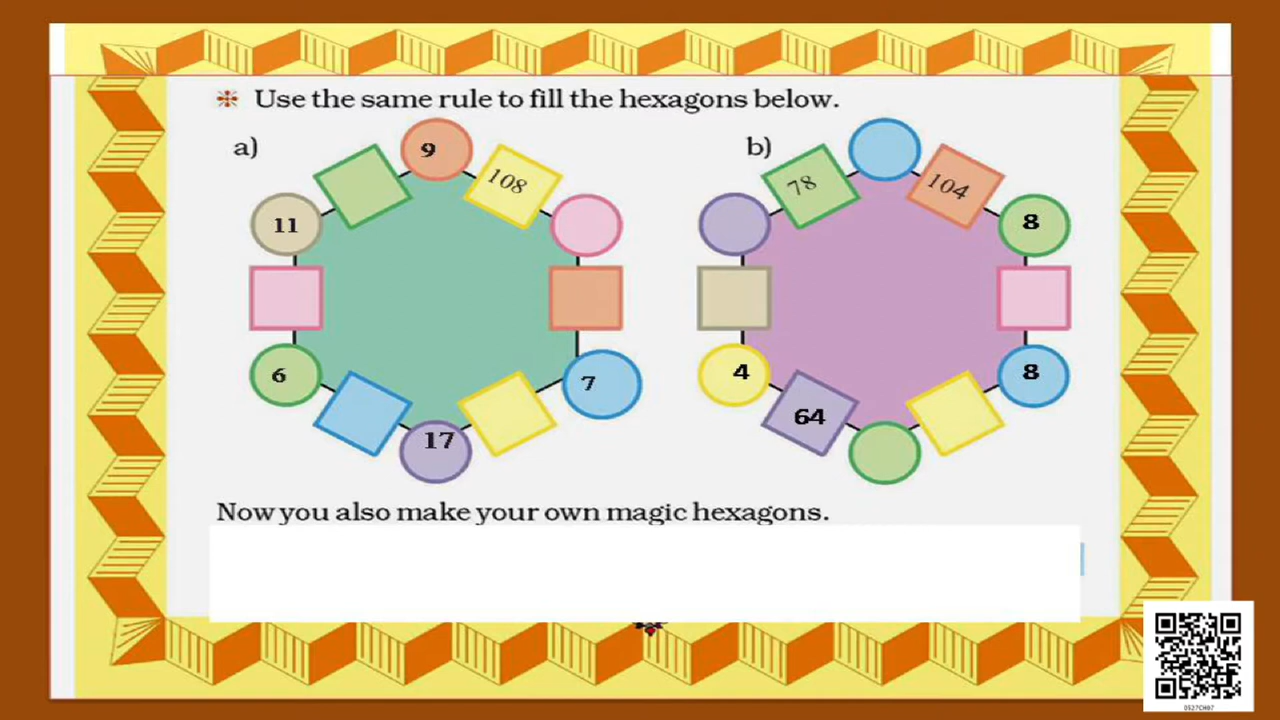 Use the same rule to fill the hexagons below.
a)
9
108
11
6
17
7
b)
78
104
8
8
4
64
Now you also make your own magic hexagons.
0527CH07